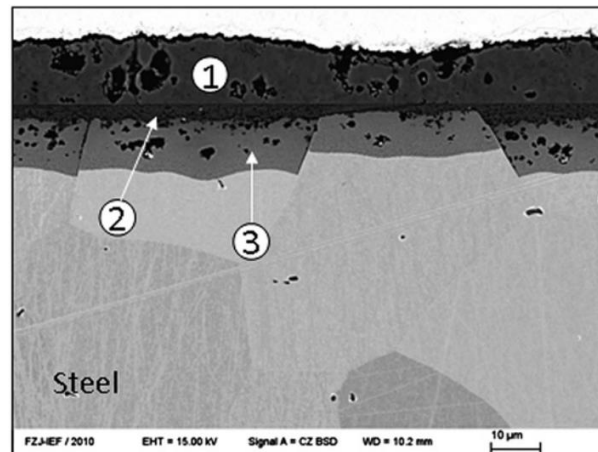 1
2
3
Steel
FZJ-IEF / 2010 EHT = 15.00 kV Signal A = CZ BSD WD = 10.2 mm 10 µm